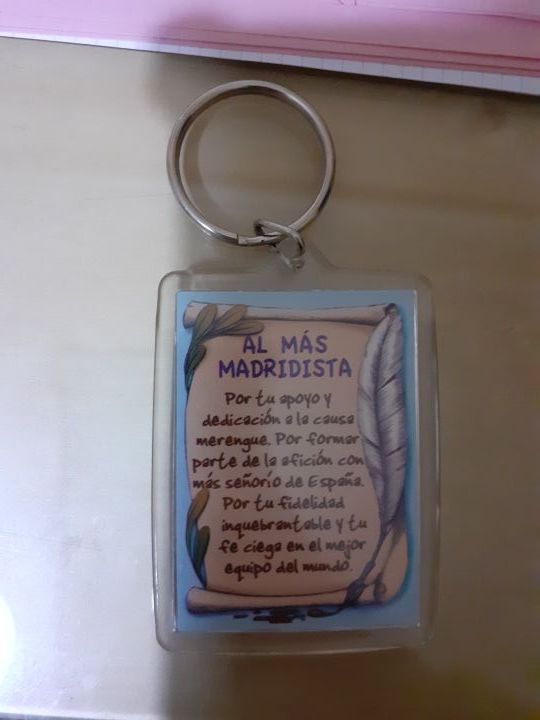 AL MÁS
MADRIDISTA
Por tu apoyo y
dedicación a la causa
merengue. Por formar
parte de la afición con
más señorío de España.
Por tu fidelidad
inquebrantable y tu
fe ciega en el mejor
equipo del mundo.